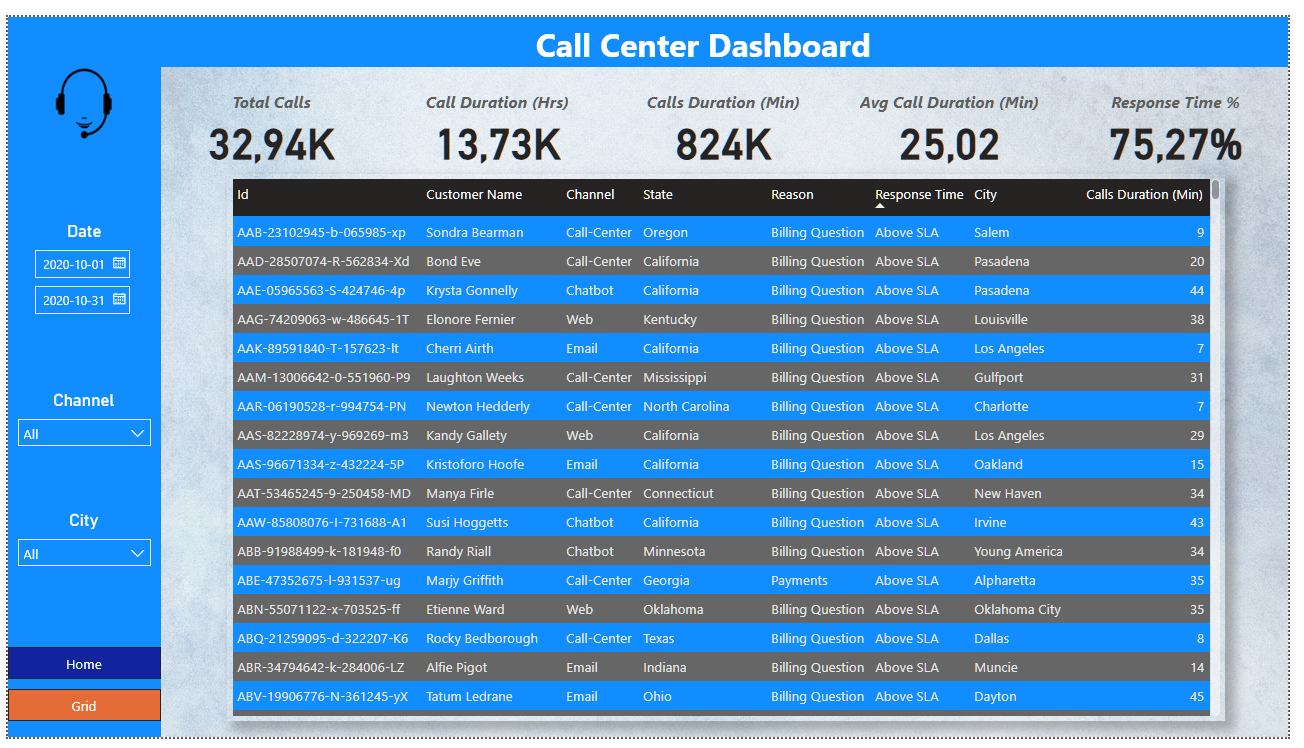 Call Center Dashboard
Total Calls Call Duration (Hrs) Calls Duration (Min) Avg Call Duration (Min) Response Time %
32,94K 13,73K 824K 25,02 75,27%
Date
2020-10-01
2020-10-31
Channel
All
City
All
Home
Grid
Id Customer Name Channel State Reason Response Time City Calls Duration (Min)
AAB-23102945-b-065985-xp Sondra Bearman Call-Center Oregon Billing Question Above SLA Salem 9
AAD-28507074-R-562834-Xd Bond Eve Call-Center California Billing Question Above SLA Pasadena 20
AAE-05965563-S-424746-4p Krysta Gonnelly Chatbot California Billing Question Above SLA Pasadena 44
AAG-74209063-w-486645-1T Elonore Fernier Web Kentucky Billing Question Above SLA Louisville 38
AAK-89591840-T-157623-lt Cherri Airth Email California Billing Question Above SLA Los Angeles 7
AAM-13006642-0-551960-P9 Laughton Weeks Call-Center Mississippi Billing Question Above SLA Gulfport 31
AAR-06190528-r-994754-PN Newton Hedderly Call-Center North Carolina Billing Question Above SLA Charlotte 7
AAS-82228974-y-969269-m3 Kandy Gallety Web California Billing Question Above SLA Los Angeles 29
AAS-96671334-z-432224-5P Kristoforo Hoofe Email California Billing Question Above SLA Oakland 15
AAT-53465245-9-250458-MD Manya Firle Call-Center Connecticut Billing Question Above SLA New Haven 34
AAW-85808076-I-731688-A1 Susi Hoggetts Chatbot California Billing Question Above SLA Irvine 43
ABB-91988499-k-181948-f0 Randy Riall Chatbot Minnesota Billing Question Above SLA Young America 34
ABE-47352675-l-931537-ug Marjy Griffith Call-Center Georgia Payments Above SLA Alpharetta 35
ABN-55071122-x-703525-ff Etienne Ward Web Oklahoma Billing Question Above SLA Oklahoma City 35
ABQ-21259095-d-322207-K6 Rocky Bedborough Call-Center Texas Billing Question Above SLA Dallas 8
ABR-34794642-k-284006-LZ Alfie Pigot Email Indiana Billing Question Above SLA Muncie 14
ABV-19906776-N-361245-yX Tatum Ledrane Email Ohio Billing Question Above SLA Dayton 45